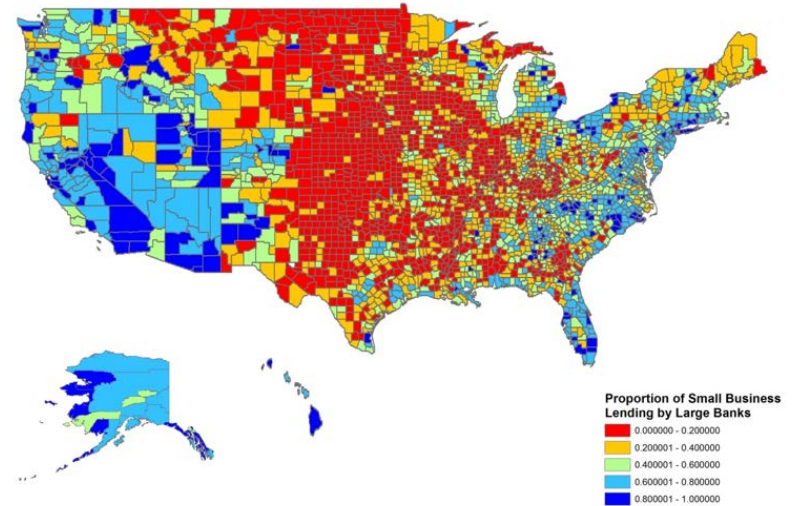 Proportion of Small Business
Lending by Large Banks
0.000000 - 0.200000
0.200001 - 0.400000
0.400001 - 0.600000
0.600001 - 0.800000
0.800001 - 1.000000